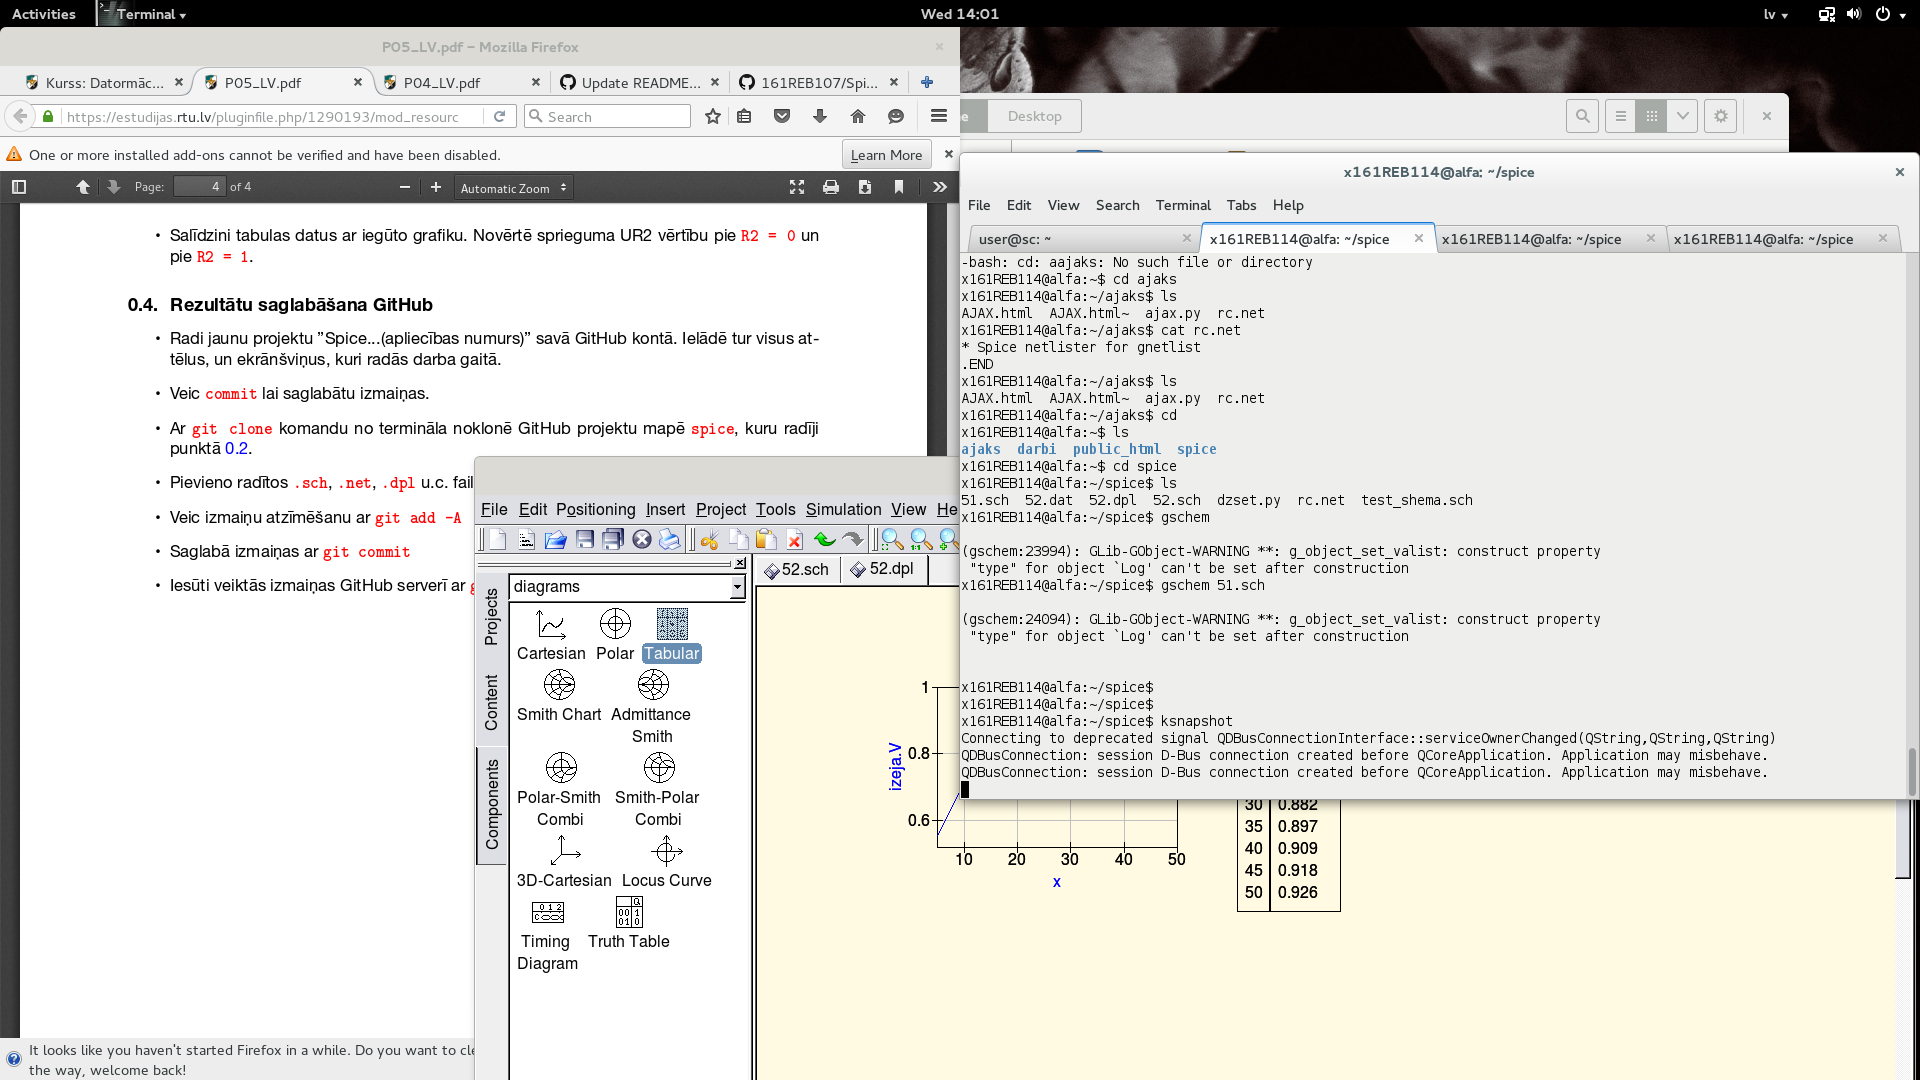 Activities
Terminal
Wed 14:01
lv
P05_LV.pdf – Mozilla Firefox
Kurss: Datormāc...
P05_LV.pdf
P04_LV.pdf
Update README...
161REB107/Spi...
https://estudijas.rtu.lv/pluginfile.php/1290193/mod_resourc
Search
One or more installed add-ons cannot be verified and have been disabled.
Learn More
Page: 4 of 4
Automatic Zoom
• Salīdzini tabulas datus ar iegūto grafiku. Novērtē sprieguma UR2 vērtību pie R2 = 0 un
pie R2 = 1.
0.4. Rezultātu saglabāšana GitHub
• Radi jaunu projektu ”Spice...(apliecības numurs)” savā GitHub kontā. Ielādē tur visus at-
tēlus, un ekrānšviņus, kuri radās darba gaitā.
• Veic commit lai saglabātu izmaiņas.
• Ar git clone komandu no termināla noklonē GitHub projektu mapē spice, kuru radīji
punktā 0.2.
• Pievieno radītos .sch, .net, .dpl u.c. fail
• Veic izmaiņu atzīmēšanu ar git add -A
• Saglabā izmaiņas ar git commit
• Iesūti veiktās izmaiņas GitHub serverī ar
It looks like you haven't started Firefox in a while. Do you want to cle
the way, welcome back!
File Edit Positioning Insert Project Tools Simulation View He
Projects
Content
Components
diagrams
Cartesian Polar Tabular
Smith Chart Admittance
Smith
Polar-Smith Smith-Polar
Combi Combi
3D-Cartesian Locus Curve
Timing Truth Table
Diagram
52.sch
52.dpl
1
0.8
0.6
izeja.V
10 20 30 40 50
x
30 0.882
35 0.897
40 0.909
45 0.918
50 0.926
Desktop
x161REB114@alfa: ~/spice
File Edit View Search Terminal Tabs Help
user@sc: ~
x161REB114@alfa: ~/spice
x161REB114@alfa: ~/spice
x161REB114@alfa: ~/spice
-bash: cd: aajaks: No such file or directory
x161REB114@alfa:~$ cd ajaks
x161REB114@alfa:~/ajaks$ ls
AJAX.html  AJAX.html~  ajax.py  rc.net
x161REB114@alfa:~/ajaks$ cat rc.net
* Spice netlister for gnetlist
.END
x161REB114@alfa:~/ajaks$ ls
AJAX.html  AJAX.html~  ajax.py  rc.net
x161REB114@alfa:~/ajaks$ cd
x161REB114@alfa:~$ ls
ajaks  darbi  public_html  spice
x161REB114@alfa:~$ cd spice
x161REB114@alfa:~/spice$ ls
51.sch  52.dat  52.dpl  52.sch  dzset.py  rc.net  test_shema.sch
x161REB114@alfa:~/spice$ gschem
(gschem:23994): GLib-GObject-WARNING **: g_object_set_valist: construct property
"type" for object `Log' can't be set after construction
x161REB114@alfa:~/spice$ gschem 51.sch
(gschem:24094): GLib-GObject-WARNING **: g_object_set_valist: construct property
"type" for object `Log' can't be set after construction
x161REB114@alfa:~/spice$
x161REB114@alfa:~/spice$
x161REB114@alfa:~/spice$ ksnapshot
Connecting to deprecated signal QDBusConnectionInterface::serviceOwnerChanged(QString,QString,QString)
QDBusConnection: session D-Bus connection created before QCoreApplication. Application may misbehave.
QDBusConnection: session D-Bus connection created before QCoreApplication. Application may misbehave.